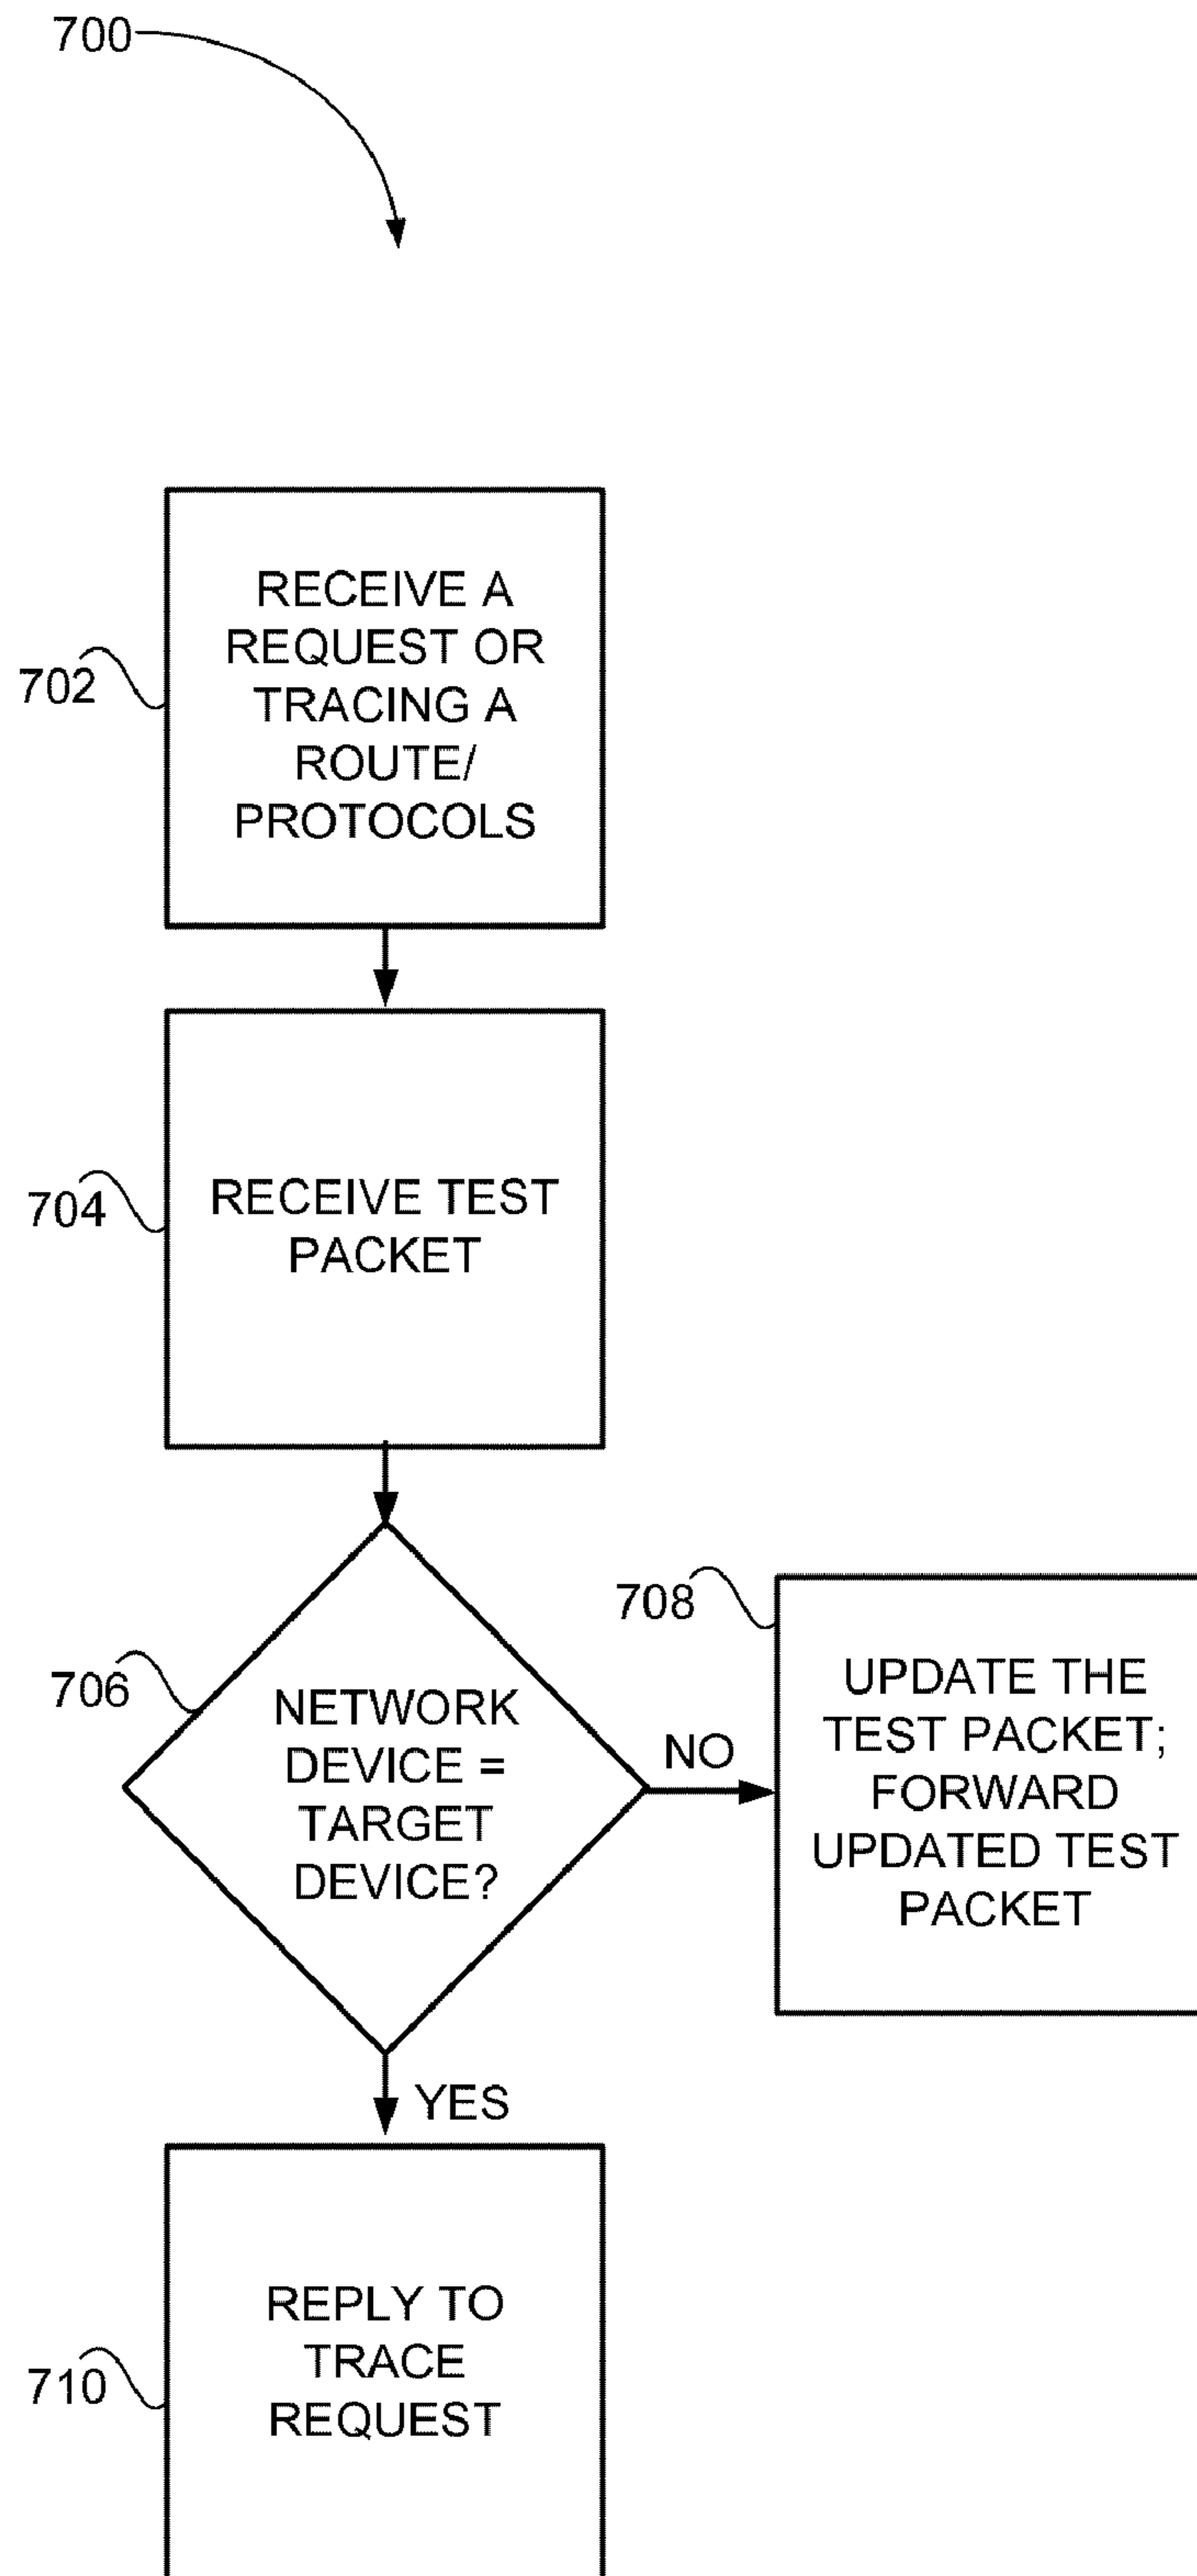 700
702
RECEIVE A
REQUEST OR
TRACING A
ROUTE/
PROTOCOLS
704
RECEIVE TEST
PACKET
706
NETWORK
DEVICE =
TARGET
DEVICE?
NO
708
UPDATE THE
TEST PACKET;
FORWARD
UPDATED TEST
PACKET
YES
710
REPLY TO
TRACE
REQUEST